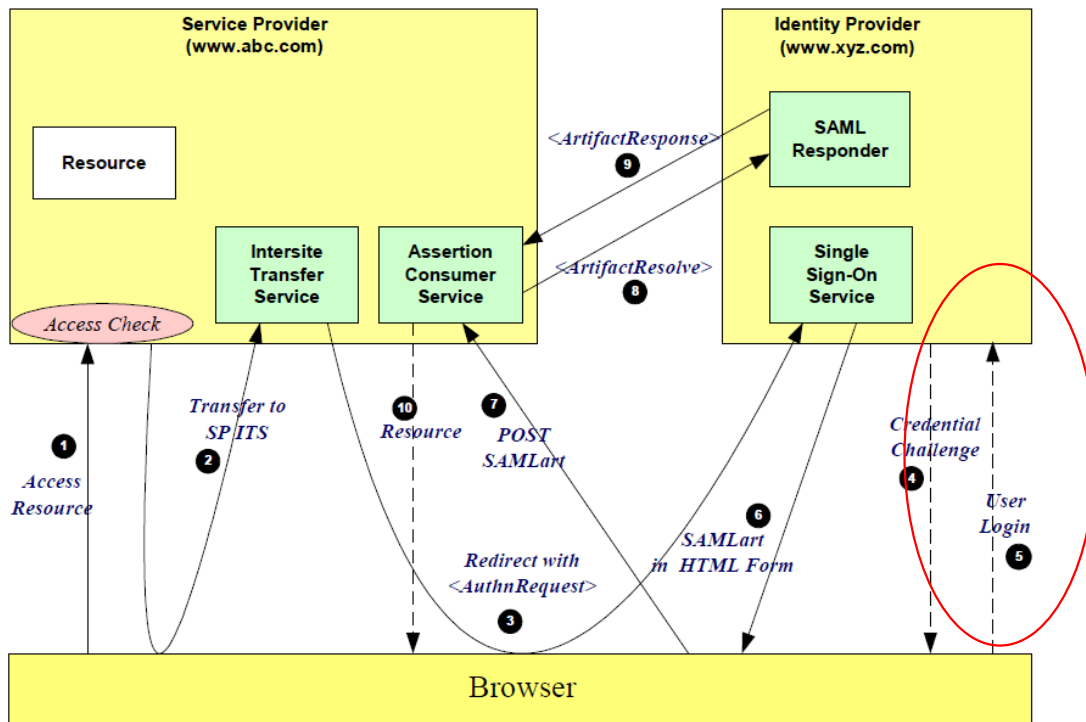 Service Provider
(www.abc.com)
Identity Provider
(www.xyz.com)
Resource
SAML
Responder
<ArtifactResponse>
9
Intersite
Transfer
Service
Assertion
Consumer
Service
Single
Sign-On
Service
<ArtifactResolve>
8
Access Check
1
Access
Resource
Transfer to
SP ITS
2
10
Resource
7
POST
SAMLart
Credential
Challenge
4
User
Login
5
6
SAMLart
in HTML Form
Redirect with
<AuthnRequest>
3
Browser